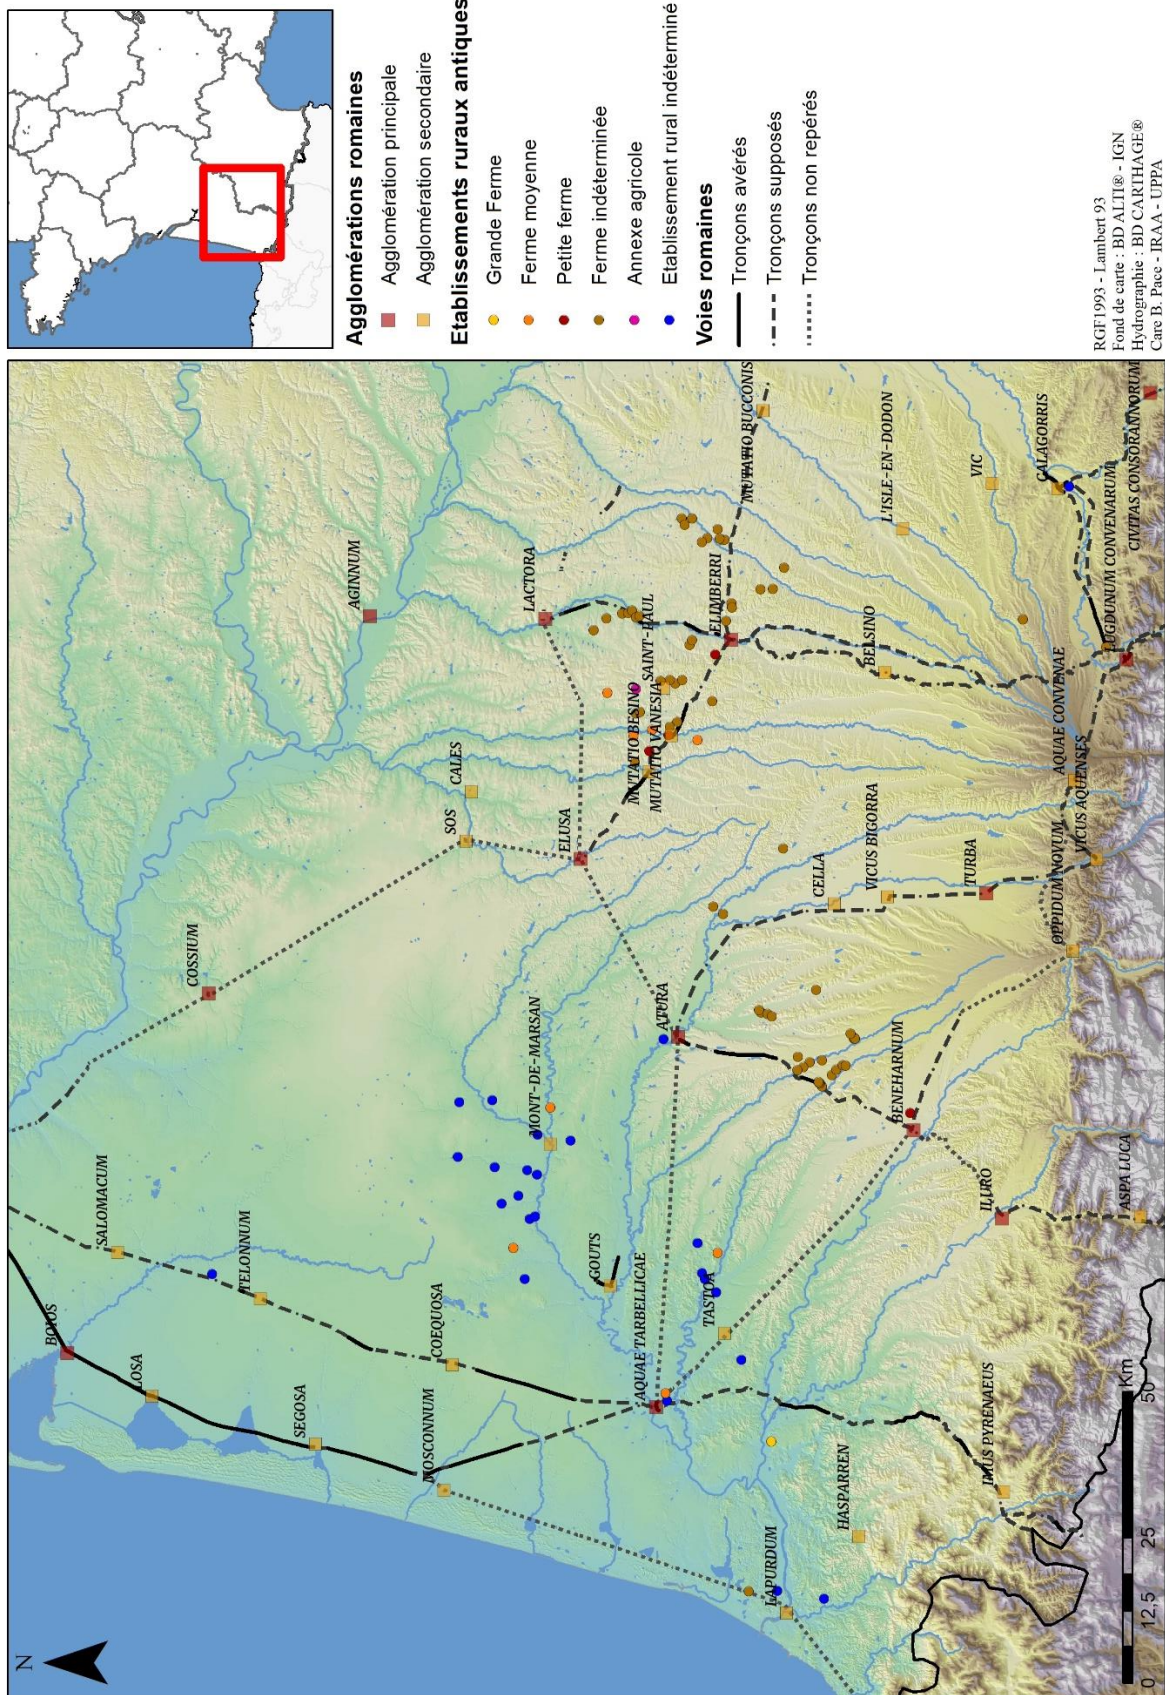 N
BOIOS
SALOMACUM
LOSA
TELONNUM
SEGOSA
COEQUOSA
MOSCONNUM
COSSIUM
AGINNUM
SOS
CALES
LACTORA
ELUSA
MONT-DE-MARSAN
GOUTS
ATURA
AQUAE TARBELLICAE
TASTOA
LAPURDUM
HASPARREN
IMUS PYRENAEUS
BENEHARNUM
ILURO
ASPA LUCA
MUTATIO BESINO
MUTATIO VANESIA
SAINT-PAUL
ELIMBERRI
MUTATIO BUCCONIS
CELLA
VICUS BIGORRA
TURBA
OPPIDUM NOVUM
VICUS AQUENSES
AQUAE CONVENAE
BELSINO
L'ISLE-EN-DODON
VIC
CALAGORRIS
LUGDUNUM CONVENARUM
CIVITAS CONSORANNORUM
0 12,5 25 50
Km
Agglomérations romaines
Agglomération principale
Agglomération secondaire
Etablissements ruraux antiques
Grande Ferme
Ferme moyenne
Petite ferme
Ferme indéterminée
Annexe agricole
Etablissement rural indéterminé
Voies romaines
Tronçons avérés
Tronçons supposés
Tronçons non repérés
RGF1993 - Lambert 93
Fond de carte : BD ALTI® - IGN
Hydrographie : BD CARTHAGE®
Care B. Pace - IRAA - UPPA